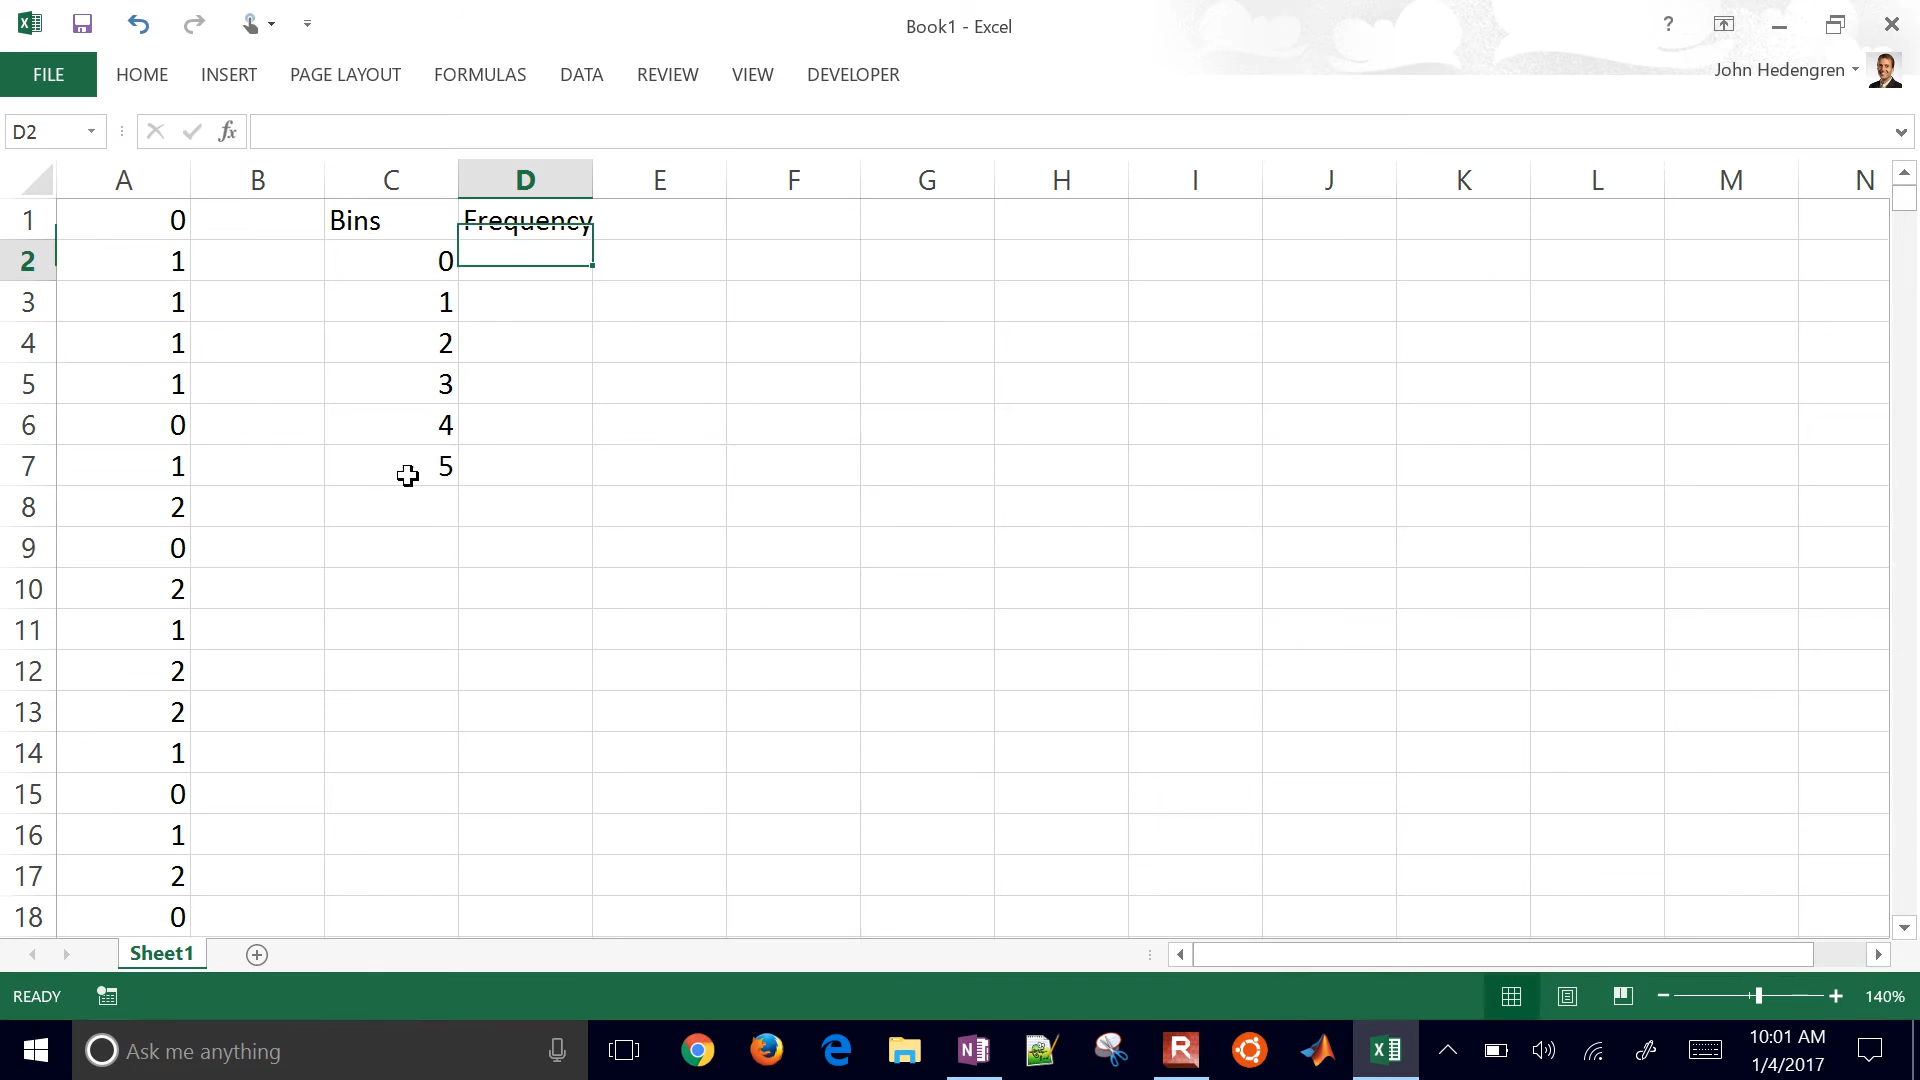 Book1 - Excel
?
FILE HOME INSERT PAGE LAYOUT FORMULAS DATA REVIEW VIEW DEVELOPER
John Hedengren
D2 fx
A B C D E F G H I J K L M N
1 0 Bins Frequency
2 1 0
3 1 1
4 1 2
5 1 3
6 0 4
7 1 5
8 2
9 0
10 2
11 1
12 2
13 2
14 1
15 0
16 1
17 2
18 0
Sheet1
READY 140%
Ask me anything
10:01 AM
1/4/2017